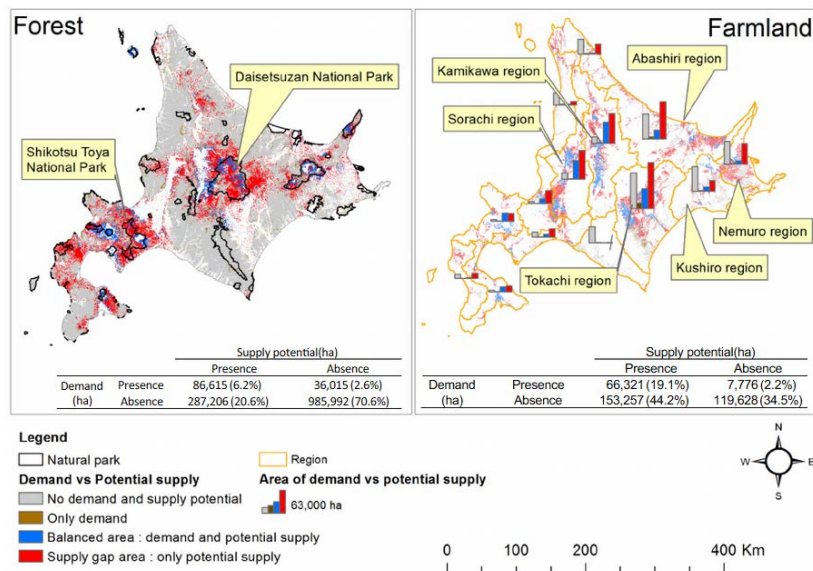 Forest
Daisetsuzan National Park
Shikotsu Toya
National Park
Supply potential(ha)
Presence Absence
Demand Presence 86,615 (6.2%) 36,015 (2.6%)
(ha) Absence 287,206 (20.6%) 985,992 (70.6%)
Farmland
Abashiri region
Kamikawa region
Sorachi region
Nemuro region
Kushiro region
Tokachi region
Supply potential(ha)
Presence Absence
Demand Presence 66,321 (19.1%) 7,776 (2.2%)
(ha) Absence 153,257 (44.2%) 119,628 (34.5%)
Legend
Natural park
Demand vs Potential supply
No demand and supply potential
Only demand
Balanced area : demand and potential supply
Supply gap area : only potential supply
Region
Area of demand vs potential supply
63,000 ha
N
W E
S
0 100 200 400 Km